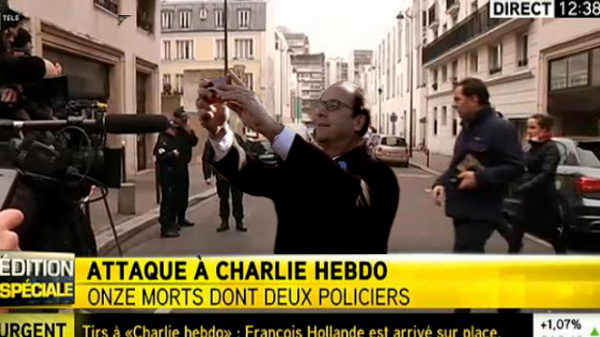 TÉLÉ
DIRECT 12:38
ÉDITION
SPÉCIALE
ATTAQUE À CHARLIE HEBDO
ONZE MORTS DONT DEUX POLICIERS
URGENT
Tirs à «Charlie hebdo» : François Hollande est arrivé sur place.
+1,07%